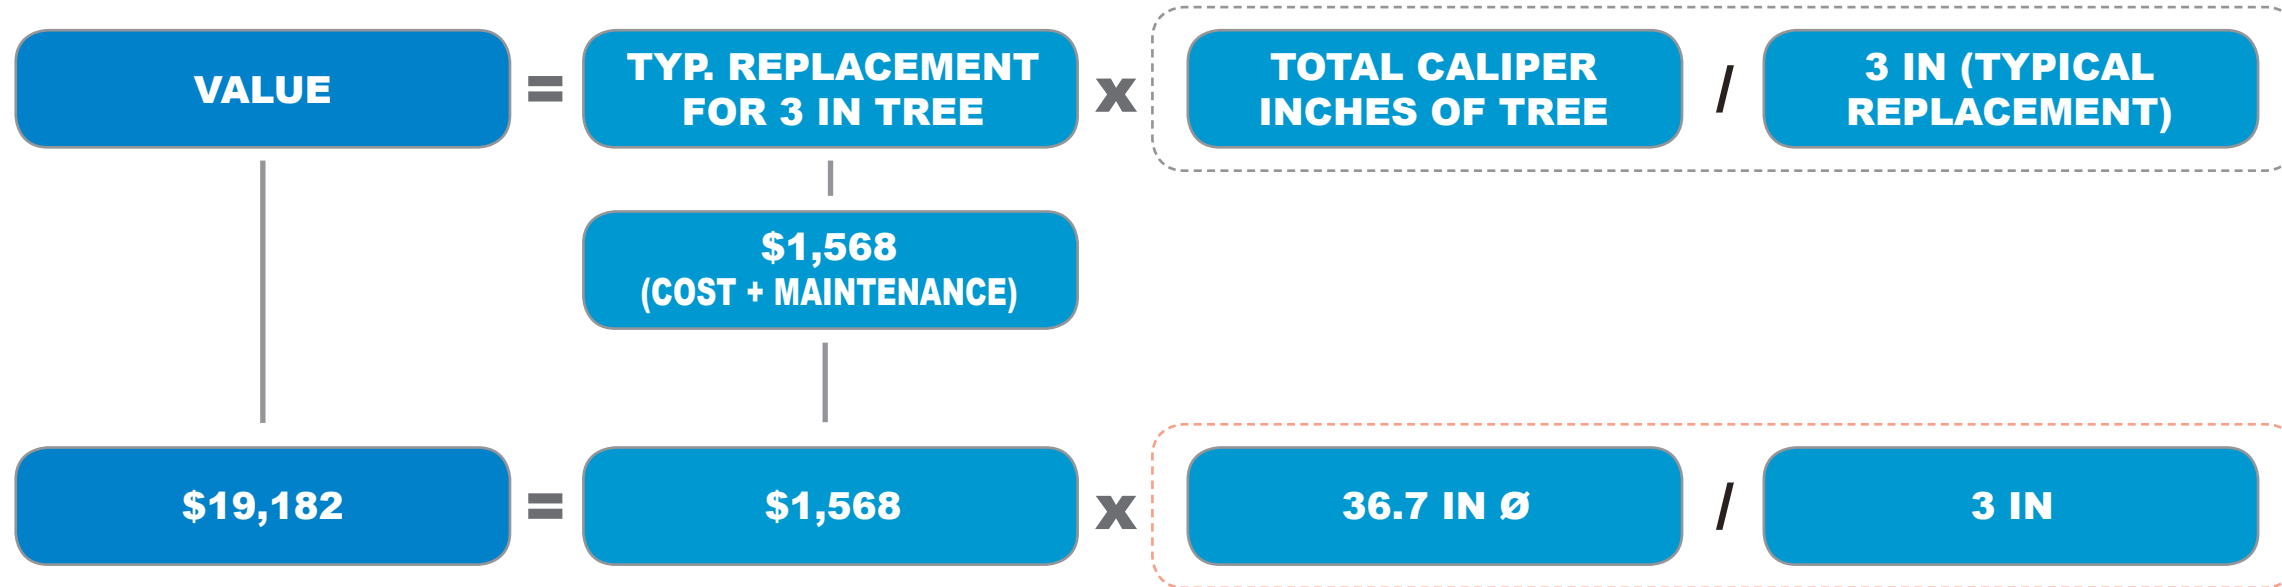 VALUE
=
TYP. REPLACEMENT
FOR 3 IN TREE
x
TOTAL CALIPER
INCHES OF TREE
/
3 IN (TYPICAL
REPLACEMENT)
$1,568
(COST + MAINTENANCE)
$19,182
=
$1,568
x
36.7 IN Ø
/
3 IN